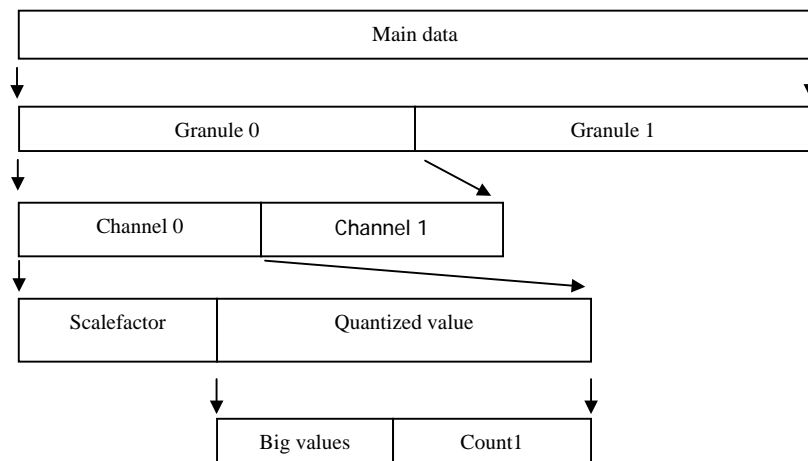 Main data
Granule 0 Granule 1
Channel 0 Channel 1
Scalefactor Quantized value
Big values Count1